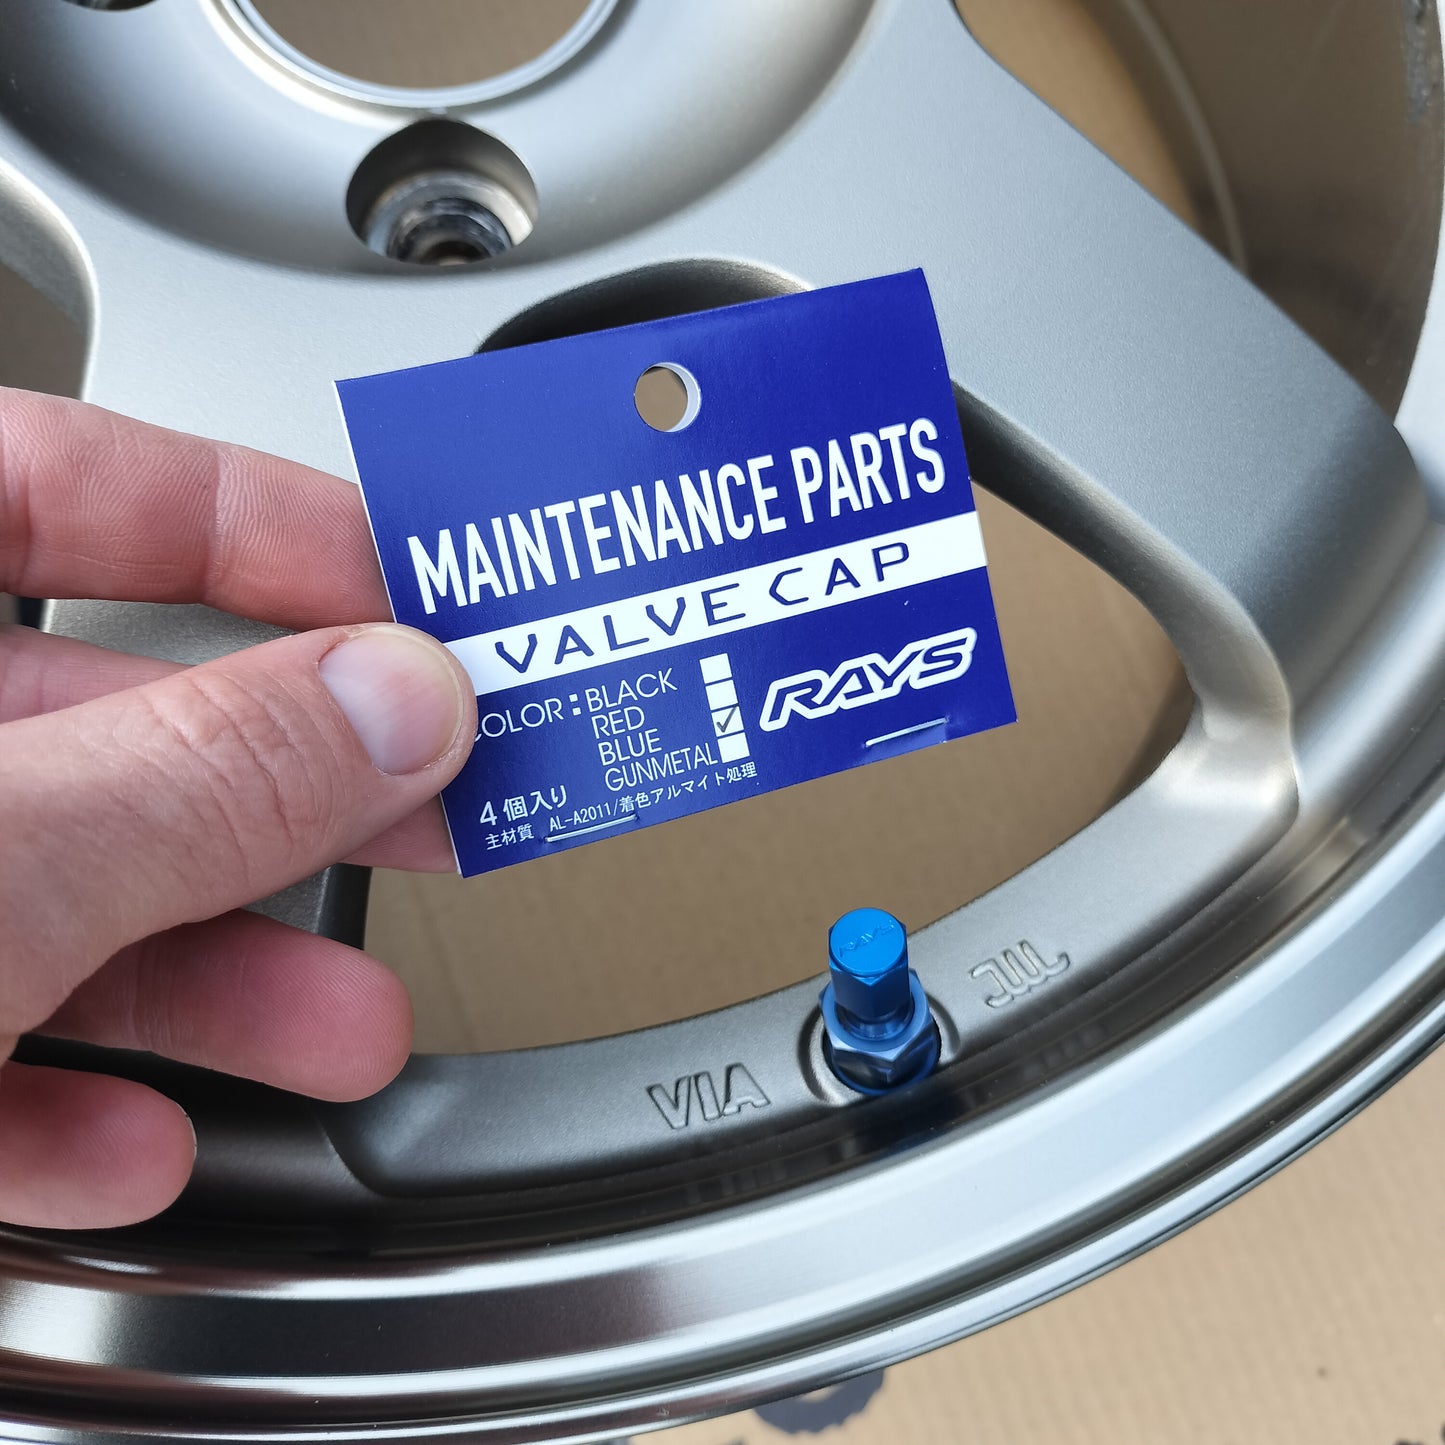 MAINTENANCE PARTS
VALVE CAP
COLOR : BLACK
RED
BLUE
GUNMETAL
RAYS
4個入り
主材質 AL-A2011/着色アルマイト処理
RAYS
VIA
JWL